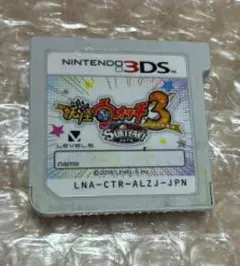 NINTENDO 3DS
妖怪ウォッチ3
SUKIYAKI
LEVEL5
name
©2016 LEVEL-5 Inc.
LNA-CTR-ALZJ-JPN